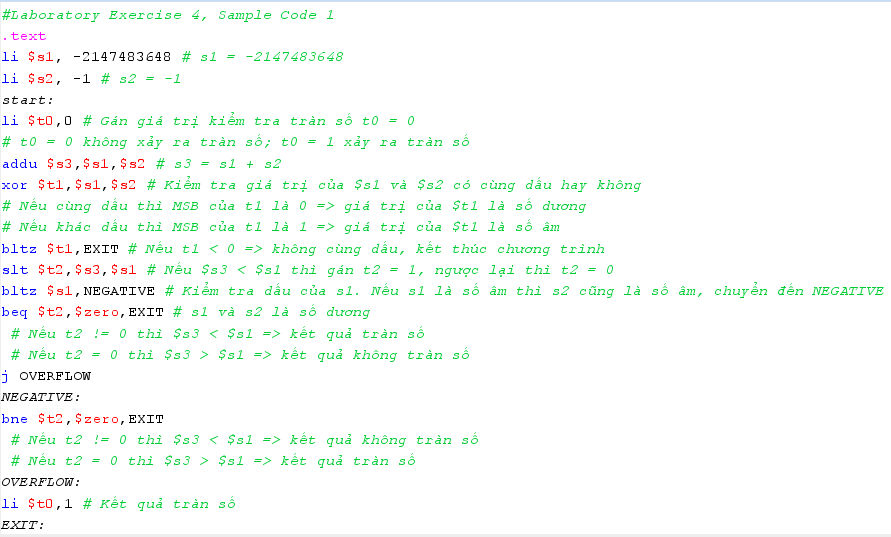 #Laboratory Exercise 4, Sample Code 1
.text
li $s1, -2147483648 # s1 = -2147483648
li $s2, -1 # s2 = -1
start:
li $t0,0 # Gán giá trị kiểm tra tràn số t0 = 0
# t0 = 0 không xảy ra tràn số; t0 = 1 xảy ra tràn số
addu $s3,$s1,$s2 # s3 = s1 + s2
xor $t1,$s1,$s2 # Kiểm tra giá trị của $s1 và $s2 có cùng dấu hay không
# Nếu cùng dấu thì MSB của t1 là 0 => giá trị của $t1 là số dương
# Nếu khác dấu thì MSB của t1 là 1 => giá trị của $t1 là số âm
bltz $t1,EXIT # Nếu t1 < 0 => không cùng dấu, kết thúc chương trình
slt $t2,$s3,$s1 # Nếu $s3 < $s1 thì gán t2 = 1, ngược lại thì t2 = 0
bltz $s1,NEGATIVE # Kiểm tra dấu của s1. Nếu s1 là số âm thì s2 cũng là số âm, chuyển đến NEGATIVE
beq $t2,$zero,EXIT # s1 và s2 là số dương
# Nếu t2 != 0 thì $s3 < $s1 => kết quả tràn số
# Nếu t2 = 0 thì $s3 > $s1 => kết quả không tràn số
j OVERFLOW
NEGATIVE:
bne $t2,$zero,EXIT
# Nếu t2 != 0 thì $s3 < $s1 => kết quả không tràn số
# Nếu t2 = 0 thì $s3 > $s1 => kết quả tràn số
OVERFLOW:
li $t0,1 # Kết quả tràn số
EXIT: